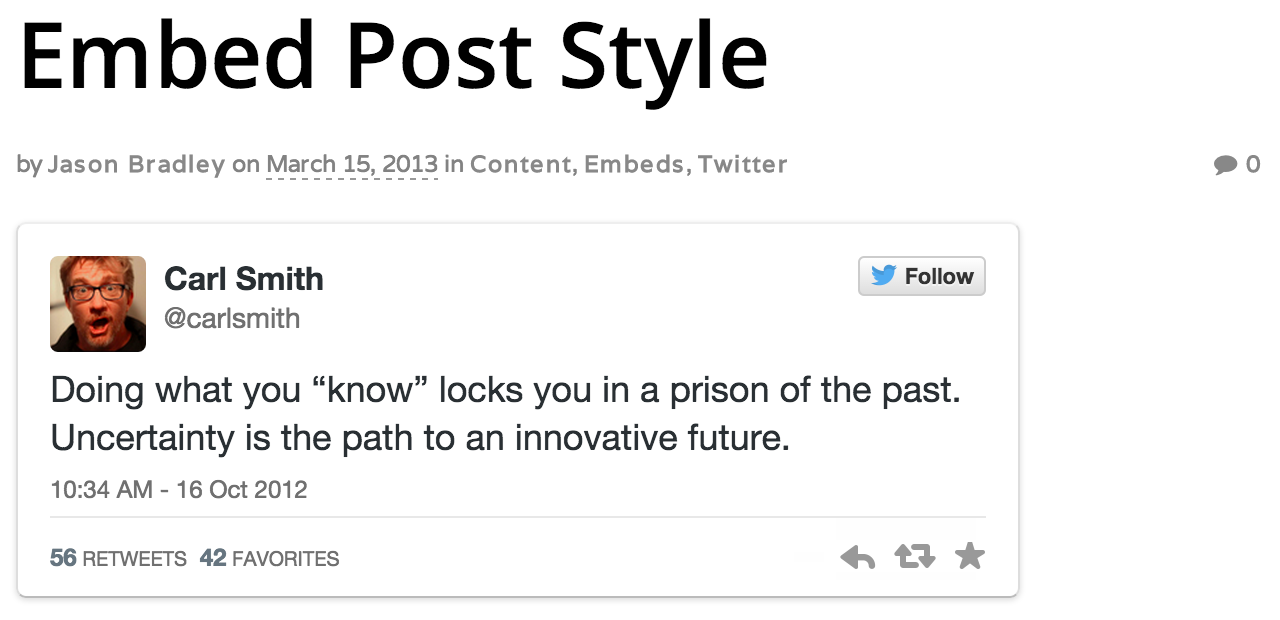 Embed Post Style
by Jason Bradley on March 15, 2013 in Content, Embeds, Twitter
0
Carl Smith
Follow
@carlsmith
Doing what you “know” locks you in a prison of the past.
Uncertainty is the path to an innovative future.
10:34 AM - 16 Oct 2012
56 RETWEETS 42 FAVORITES